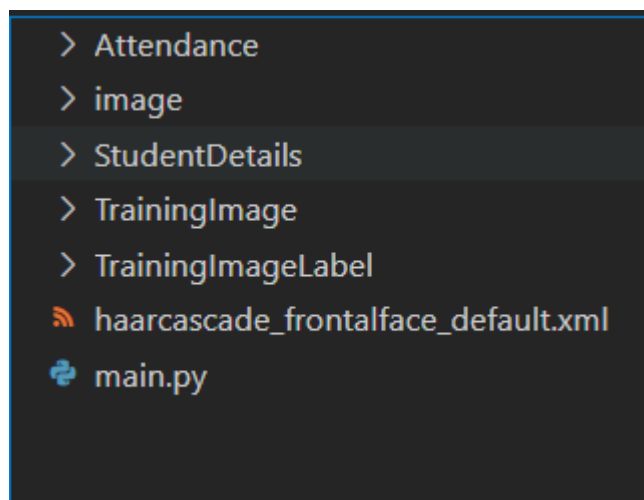 Attendance
image
StudentDetails
TrainingImage
TrainingImageLabel
haarcascade_frontalface_default.xml
main.py